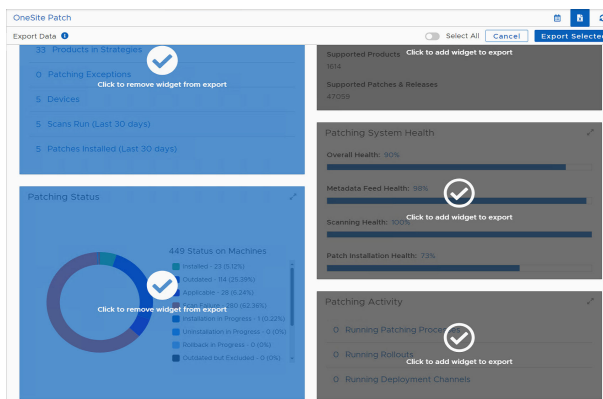 OneSite Patch
Export Data
Select All
Cancel
Export Selected
33 Products in Strategies
0 Patching Exceptions
Click to remove widget from export
5 Devices
5 Scans Run (Last 30 days)
5 Patches Installed (Last 30 days)
Supported Products
Click to add widget to export
1614
Supported Patches & Releases
47059
Patching System Health
Overall Health: 90%
Metadata Feed Health: 98%
Scanning Health: 100%
Click to add widget to export
Patch Installation Health: 73%
Patching Status
449 Status on Machines
Installed - 23 (5.12%)
Outdated - 114 (25.39%)
Applicable - 28 (6.24%)
Scan Failure - 280 (62.36%)
Click to remove widget from export
Installation in Progress - 1 (0.22%)
Uninstallation in Progress - 0 (0%)
Rollback in Progress - 0 (0%)
Outdated but Excluded - 0 (0%)
Patching Activity
0 Running Patching Processes
0 Running Rollouts
Click to add widget to export
0 Running Deployment Channels